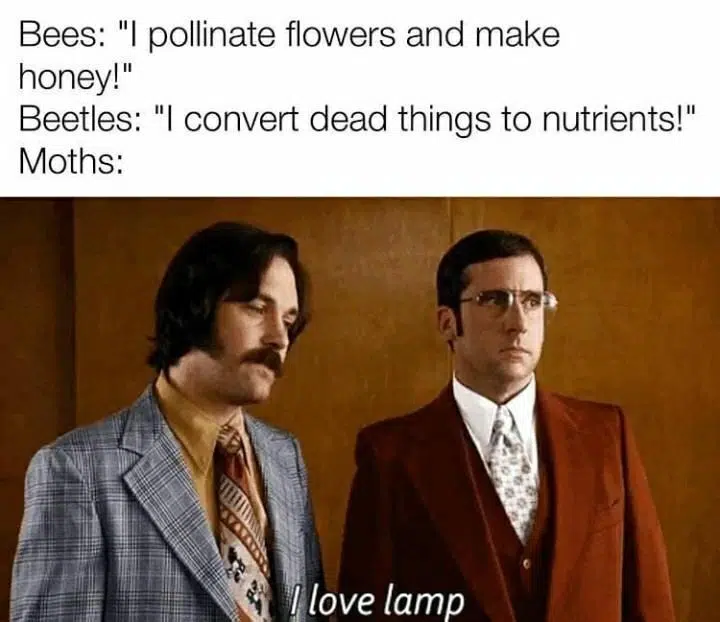 Bees: "I pollinate flowers and make
honey!"
Beetles: "I convert dead things to nutrients!"
Moths:
I love lamp